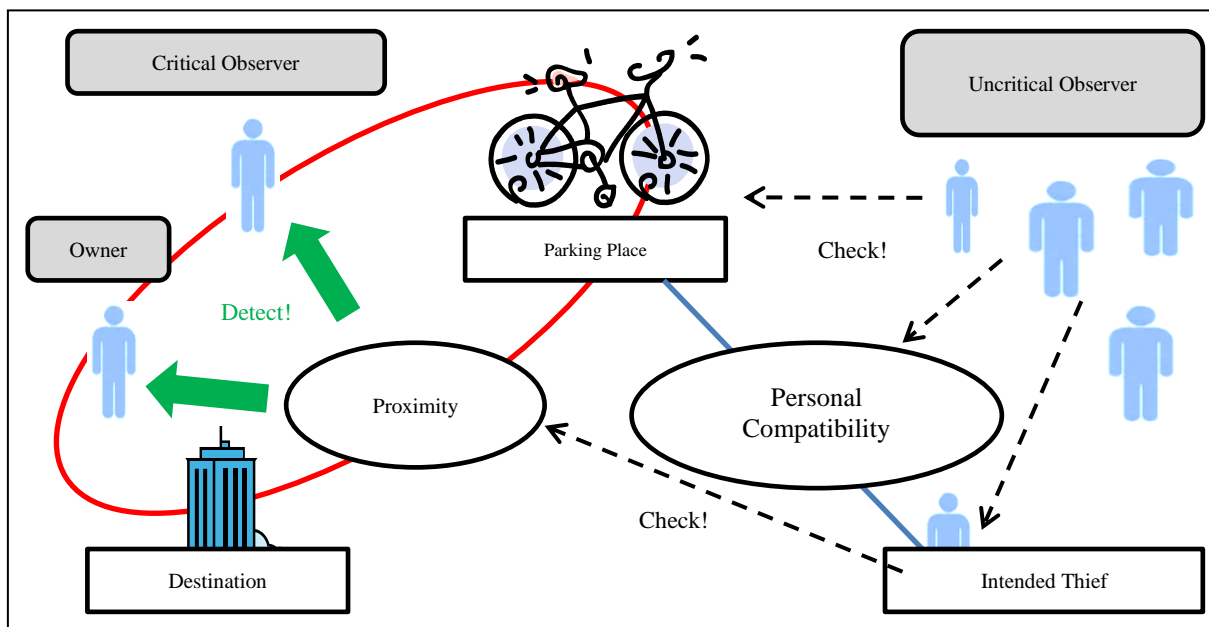 Critical Observer
Uncritical Observer
Owner
Parking Place
Check!
Detect!
Proximity
Personal
Compatibility
Check!
Destination
Intended Thief